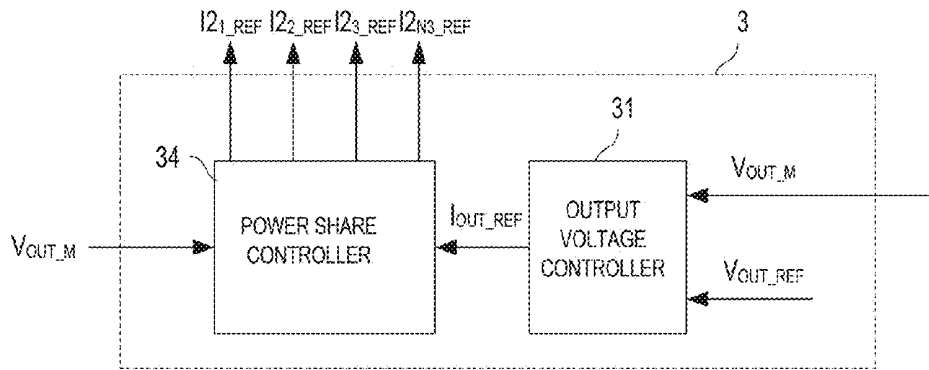 I2₁_REF I2₂_REF I2₃_REF I2N3_REF
3
34
31
POWER SHARE
CONTROLLER
OUTPUT
VOLTAGE
CONTROLLER
VOUT_M
IOUT_REF
VOUT_M
VOUT_REF